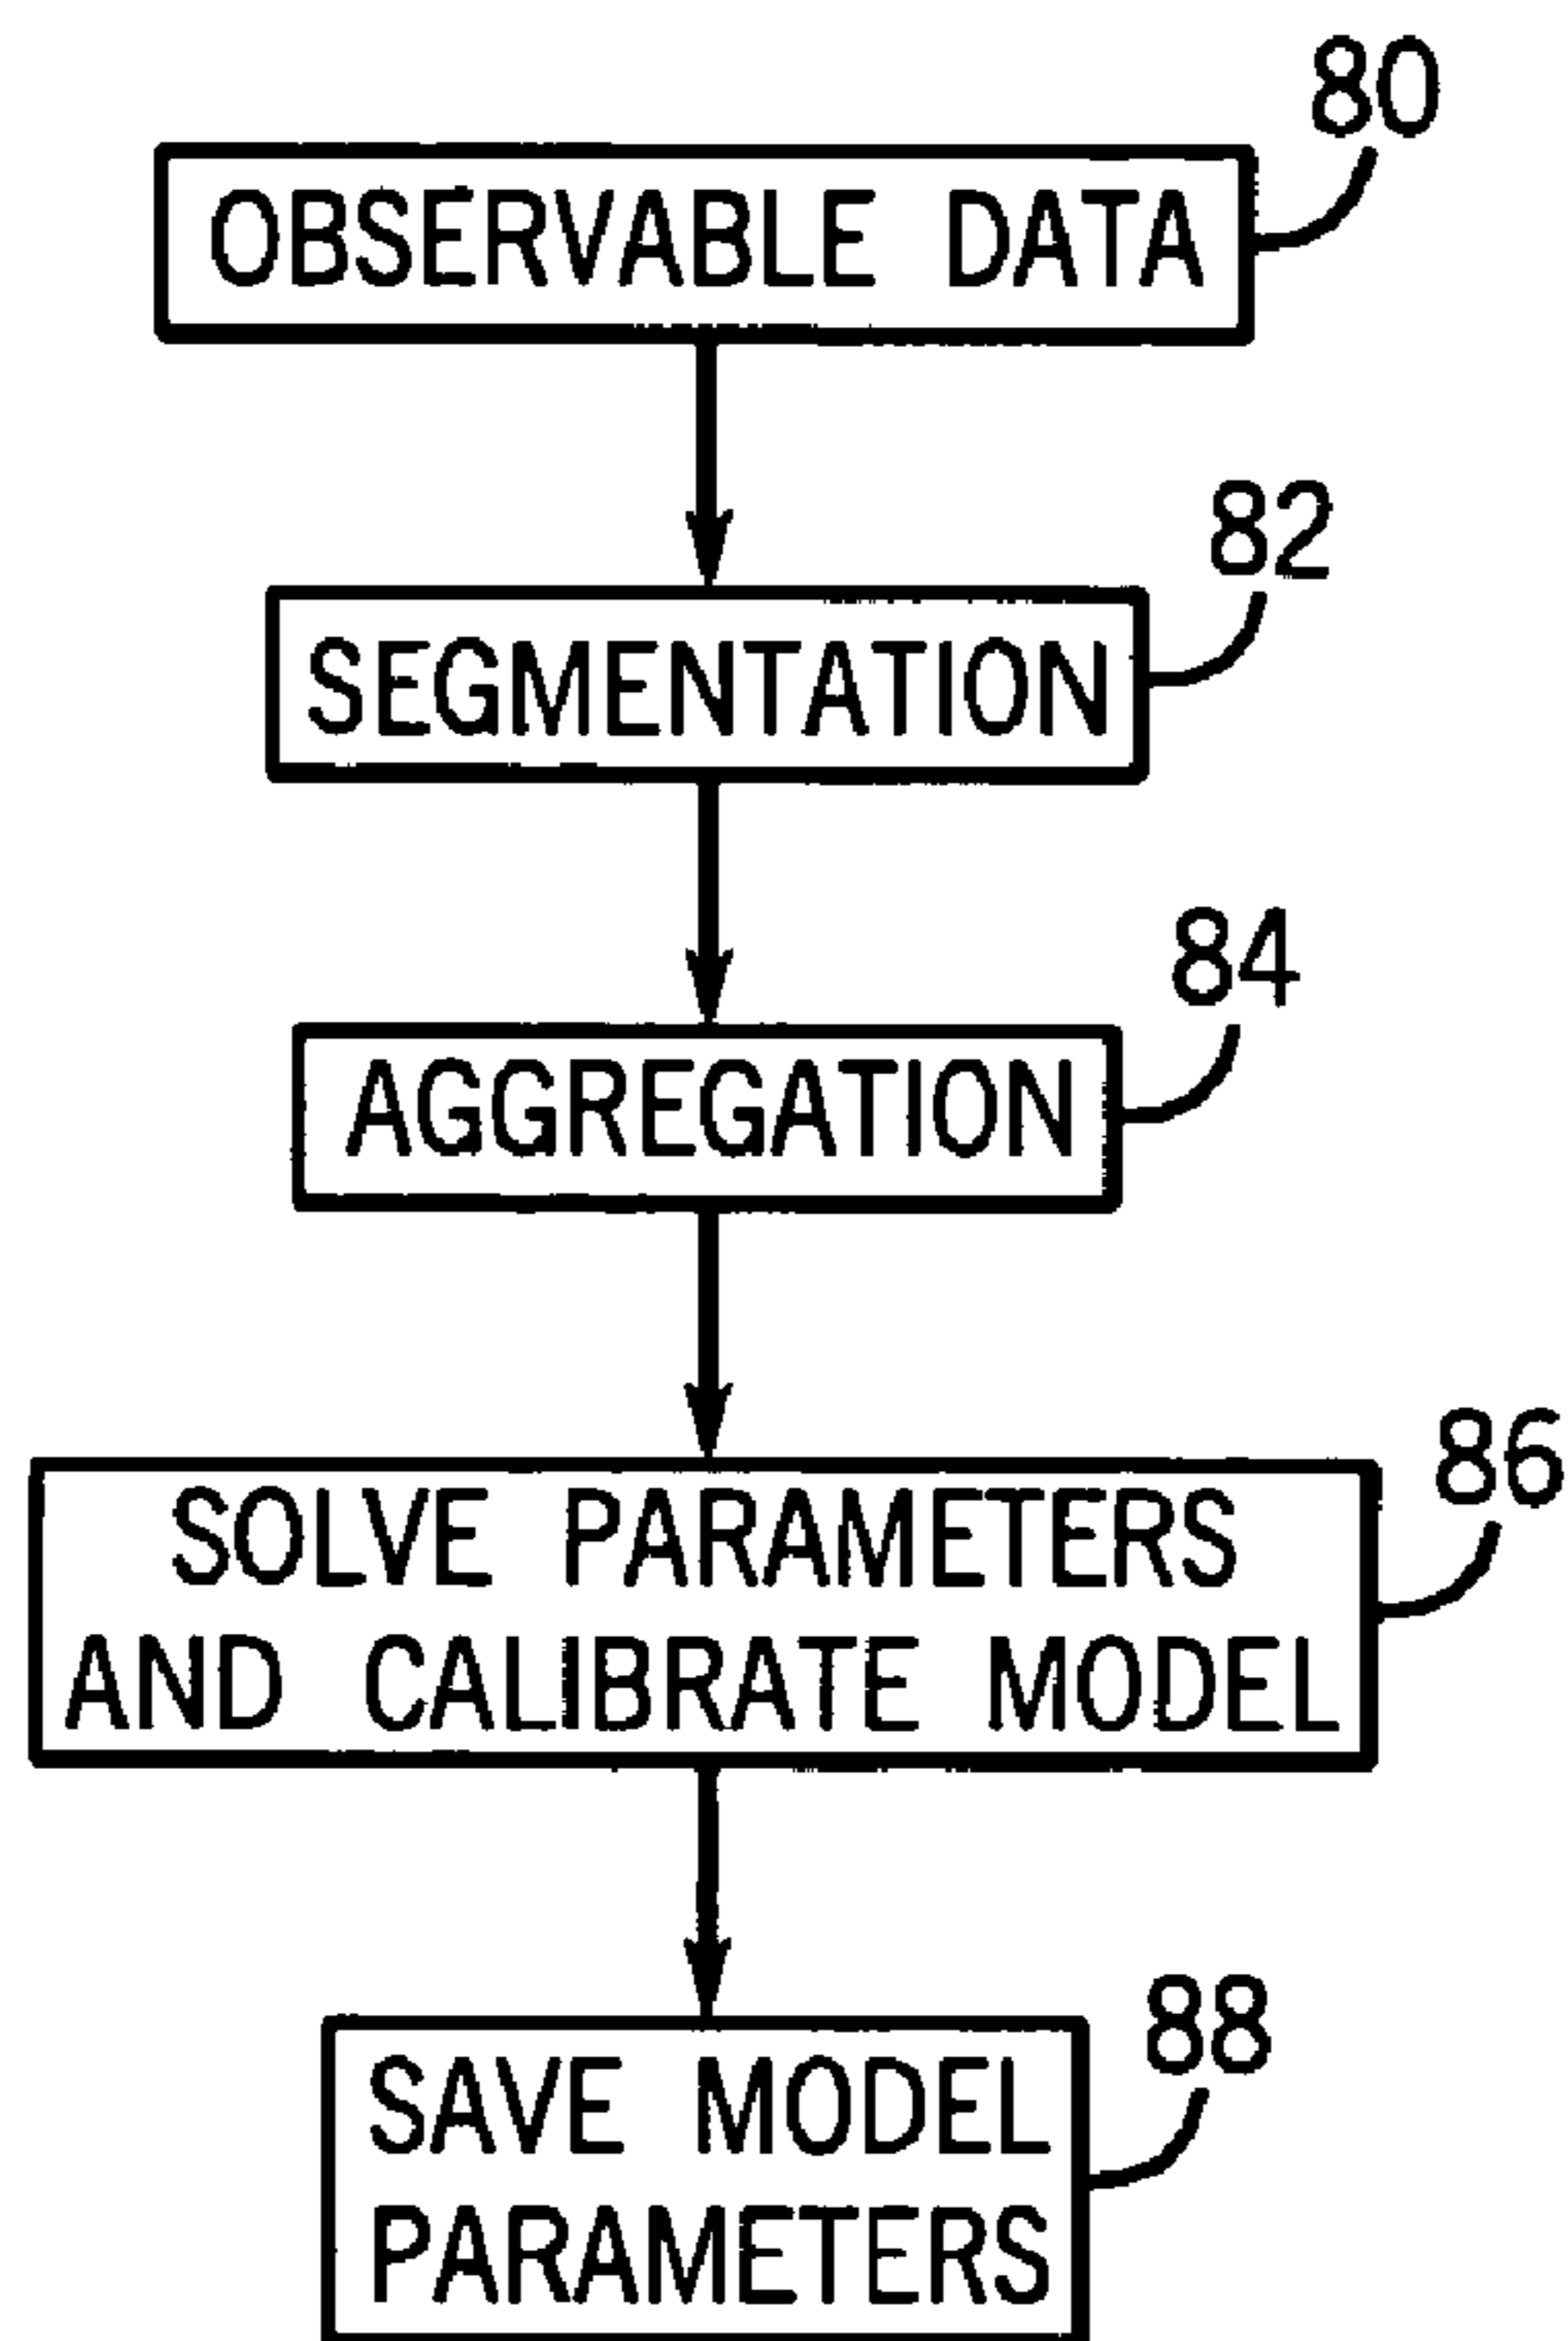 80
OBSERVABLE DATA
82
SEGMENTATION
84
AGGREGATION
86
SOLVE PARAMETERS
AND CALIBRATE MODEL
88
SAVE MODEL
PARAMETERS